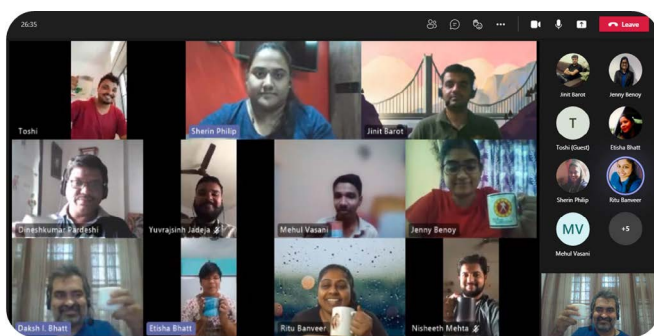 26:35
Leave
Toshi
Sherin Philip
Jinit Barot
Dineshkumar Pardeshi
Yuvrajsinh Jadeja
Mehul Vasani
Jenny Benoy
Daksh I. Bhatt
Etisha Bhatt
Ritu Banveer
Nisheeth Mehta
Jinit Barot
Jenny Benoy
T
Toshi (Guest)
Etisha Bhatt
Sherin Philip
Ritu Banveer
MV
+5
Mehul Vasani